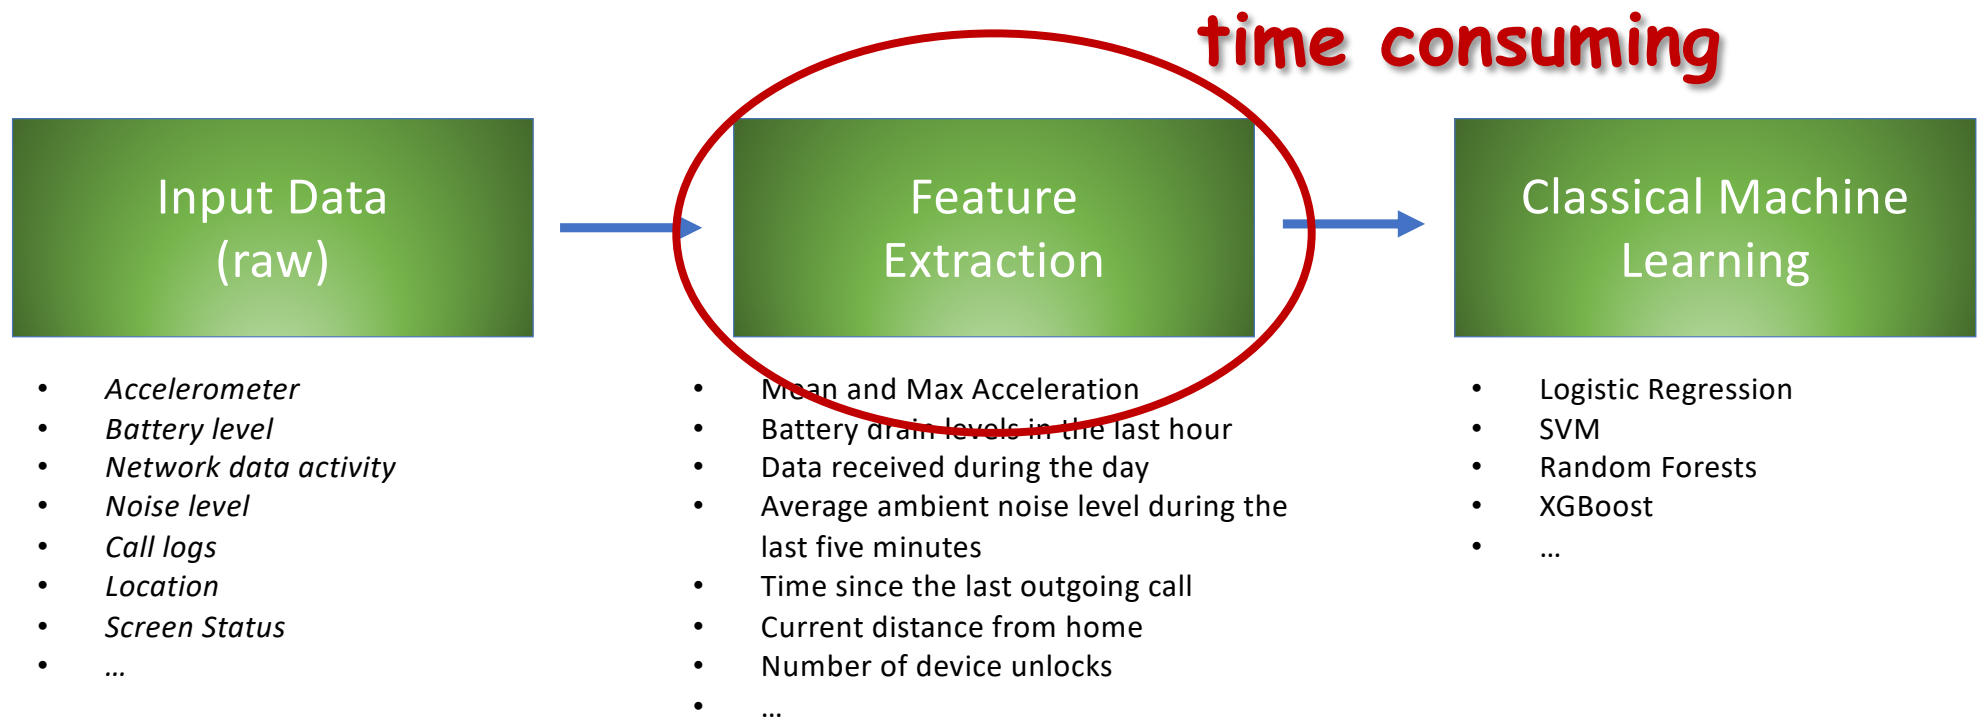 time consuming
Input Data
(raw)
Feature
Extraction
Classical Machine
Learning
• Accelerometer
• Battery level
• Network data activity
• Noise level
• Call logs
• Location
• Screen Status
• …
• Mean and Max Acceleration
• Battery drain levels in the last hour
• Data received during the day
• Average ambient noise level during the
last five minutes
• Time since the last outgoing call
• Current distance from home
• Number of device unlocks
• …
• Logistic Regression
• SVM
• Random Forests
• XGBoost
• …